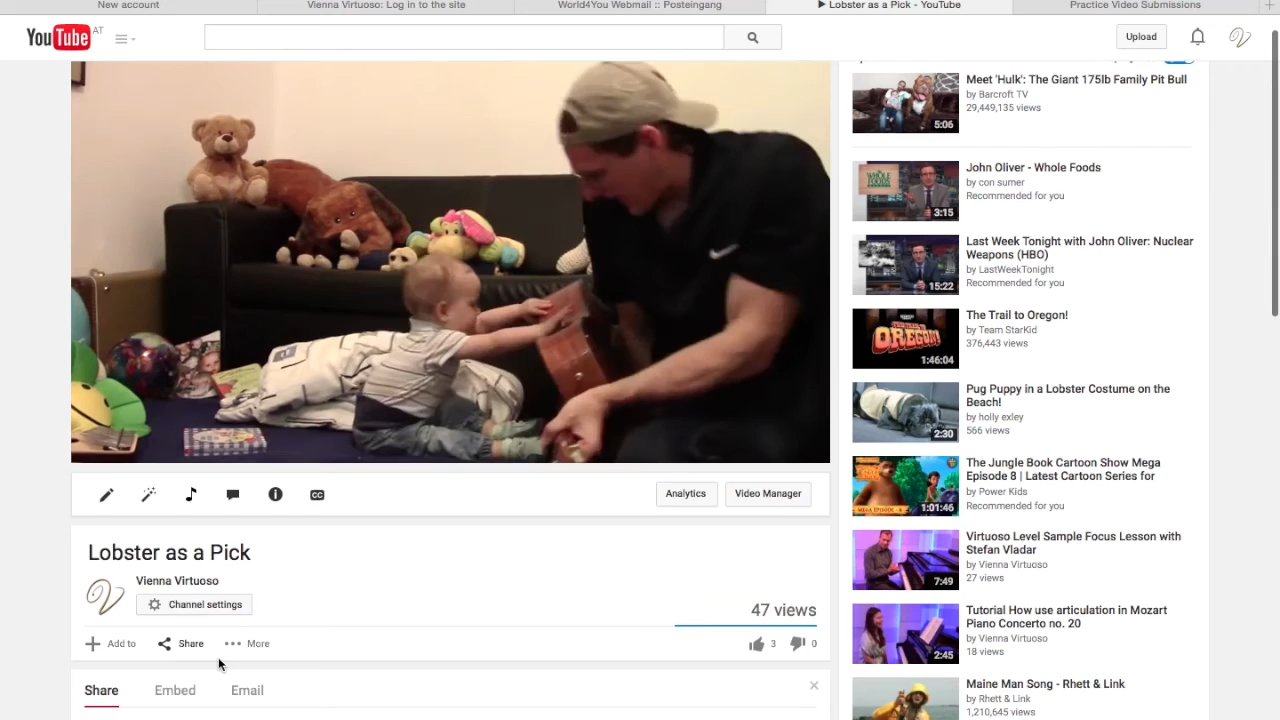 New account
Vienna Virtuoso: Log in to the site
World4You Webmail :: Posteingang
▶ Lobster as a Pick - YouTube
Practice Video Submissions
YouTube AT
Upload
Meet 'Hulk': The Giant 175lb Family Pit Bull
by Barcroft TV
29,449,135 views
5:06
John Oliver - Whole Foods
by con sumer
Recommended for you
WHOLE FOODS
3:15
Last Week Tonight with John Oliver: Nuclear
Weapons (HBO)
by LastWeekTonight
Recommended for you
15:22
The Trail to Oregon!
by Team StarKid
376,443 views
OREGON!
1:46:04
Pug Puppy in a Lobster Costume on the
Beach!
by holly exley
566 views
2:30
The Jungle Book Cartoon Show Mega
Episode 8 | Latest Cartoon Series for
by Power Kids
Recommended for you
1:01:46
Virtuoso Level Sample Focus Lesson with
Stefan Vladar
by Vienna Virtuoso
27 views
7:49
Tutorial How use articulation in Mozart
Piano Concerto no. 20
by Vienna Virtuoso
18 views
2:45
Maine Man Song - Rhett & Link
by Rhett & Link
1,210,645 views
CC
Analytics
Video Manager
Lobster as a Pick
Vienna Virtuoso
Channel settings
47 views
Add to
Share
More
3
0
Share
Embed
Email